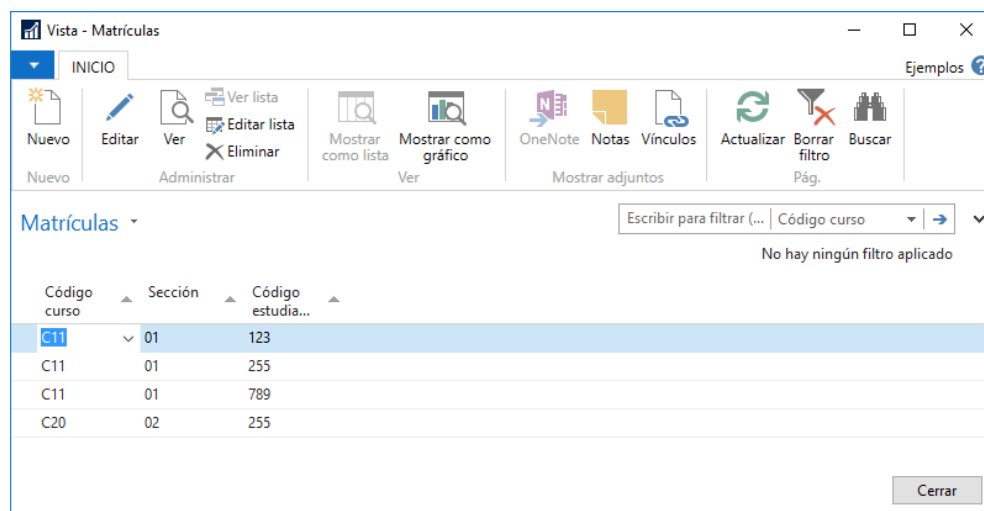 Vista - Matrículas
INICIO
Ejemplos
Nuevo
Editar
Ver
Ver lista
Editar lista
Eliminar
Mostrar como lista
Mostrar como gráfico
OneNote
Notas
Vínculos
Actualizar
Borrar filtro
Buscar
Nuevo
Administrar
Ver
Mostrar adjuntos
Pág.
Matrículas
Escribir para filtrar (... Código curso
No hay ningún filtro aplicado
Código curso Sección Código estudia...
C11 01 123
C11 01 255
C11 01 789
C20 02 255
Cerrar